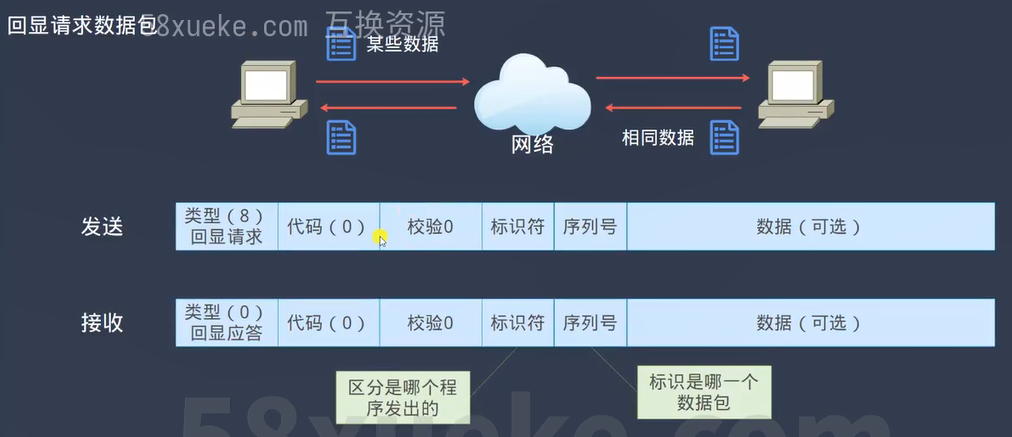 回显请求数据包
58xueke.com 互换资源
某些数据
网络
相同数据
发送
类型（8）
回显请求
代码（0）
校验0
标识符
序列号
数据（可选）
接收
类型（0）
回显应答
代码（0）
校验0
标识符
序列号
数据（可选）
区分是哪个程
序发出的
标识是哪一个
数据包
58xueke.com